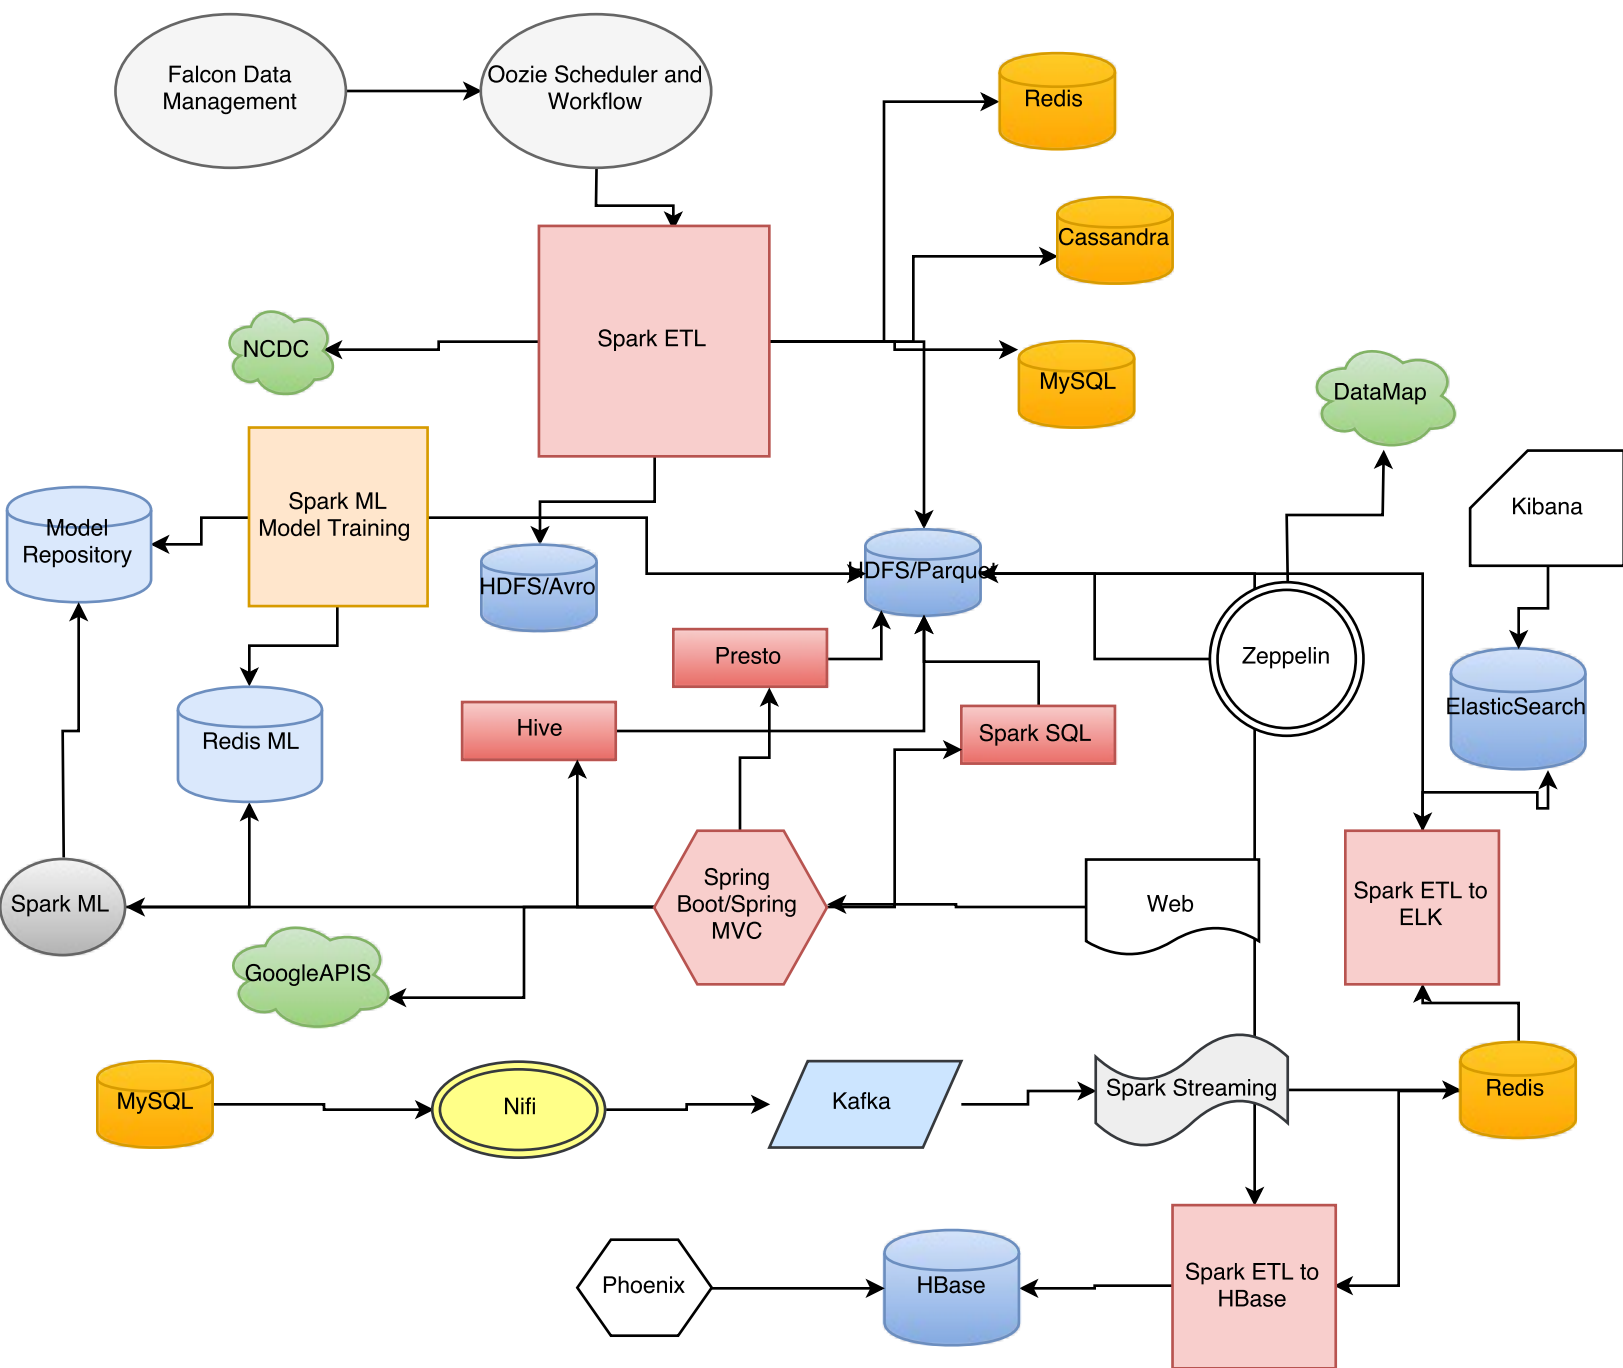 Falcon Data
Management
Oozie Scheduler and
Workflow
Redis
Cassandra
Spark ETL
NCDC
MySQL
DataMap
Spark ML
Model Training
Model
Repository
Kibana
HDFS/Avro
HDFS/Parquet
Presto
Zeppelin
Hive
Spark SQL
ElasticSearch
Redis ML
Spark ML
Spring
Boot/Spring
MVC
Web
Spark ETL to
ELK
GoogleAPIS
MySQL
Nifi
Kafka
Spark Streaming
Redis
Phoenix
HBase
Spark ETL to
HBase